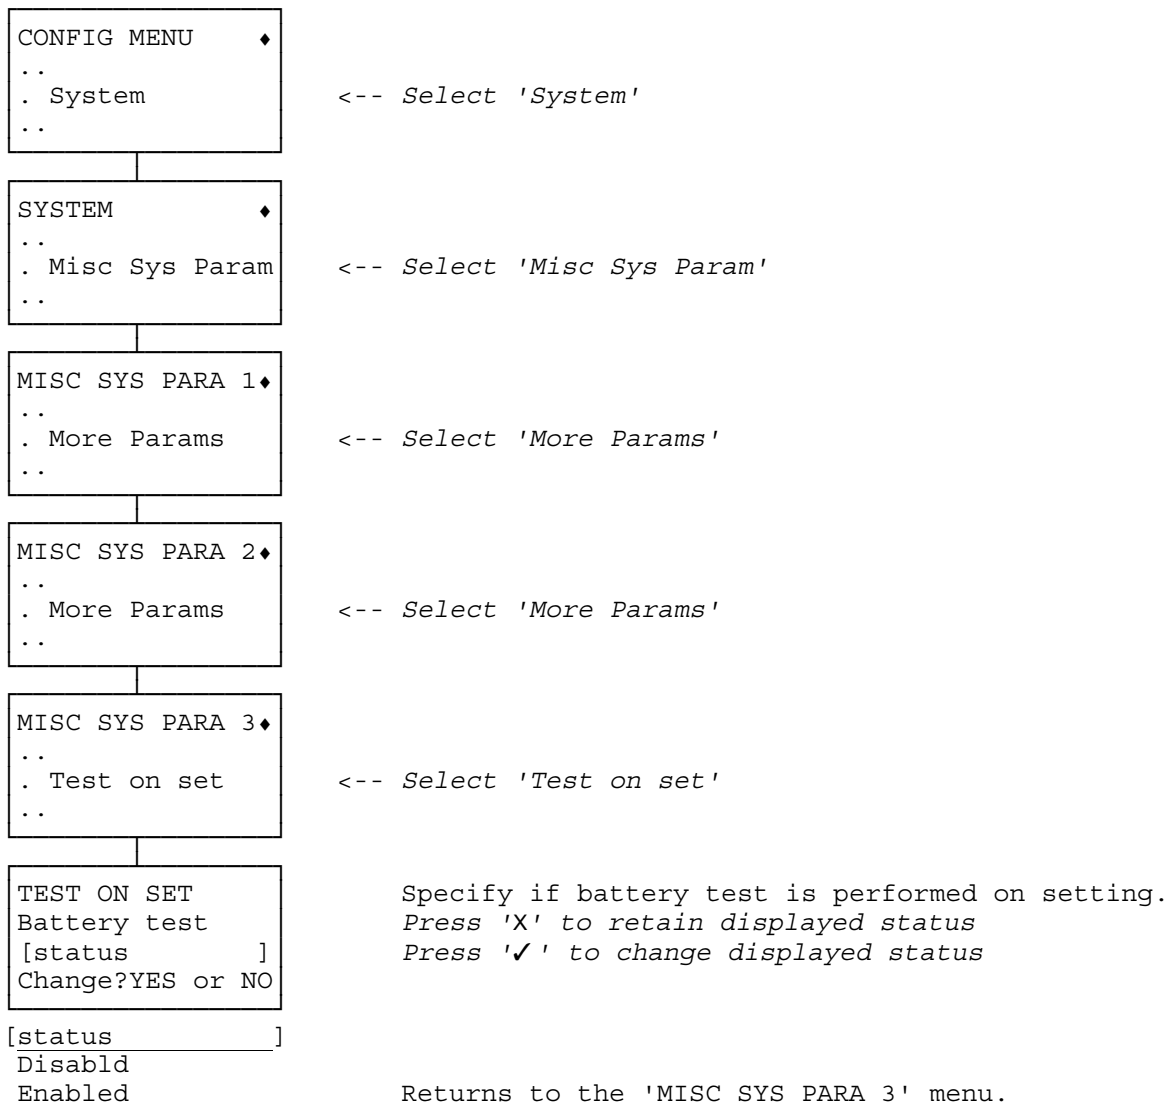 CONFIG MENU ♦
..
. System <-- Select 'System'
..
SYSTEM ♦
..
. Misc Sys Param <-- Select 'Misc Sys Param'
..
MISC SYS PARA 1♦
..
. More Params <-- Select 'More Params'
..
MISC SYS PARA 2♦
..
. More Params <-- Select 'More Params'
..
MISC SYS PARA 3♦
..
. Test on set <-- Select 'Test on set'
..
TEST ON SET Specify if battery test is performed on setting.
Battery test Press 'X' to retain displayed status
[status ] Press '✓' to change displayed status
Change?YES or NO
[status ]
Disabld
Enabled Returns to the 'MISC SYS PARA 3' menu.